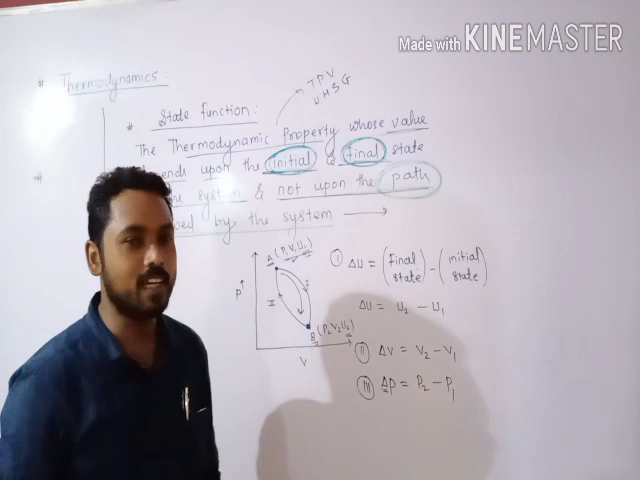 Made with KINEMASTER
* Thermodynamics:
TPV
UHSG
State function:
* The Thermodynamic Property whose value
upon the initial & final state
system & not upon the path
by the system →
*
A (P₁V₁U₁)
P↑
I
II
B (P₂V₂U₂)
V
I ΔU = (final state) - (initial state)
ΔU = U₂ - U₁
II ΔV = V₂ - V₁
III ΔP = P₂ - P₁